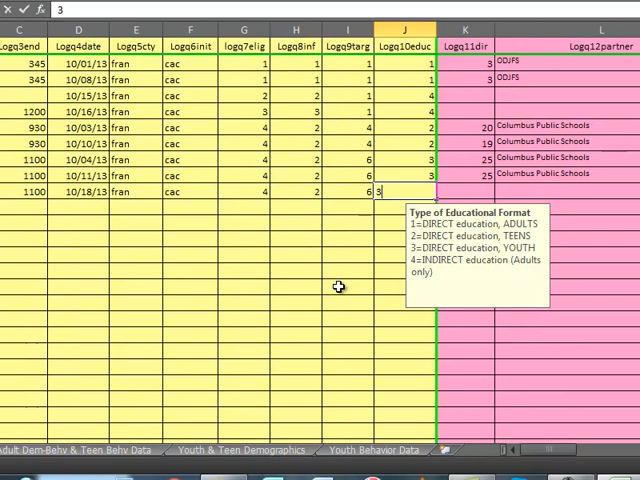 3
C D E F G H I J K L
Logq3end Logq4date Logq5cty Logq6init logq7elig Logq8inf Logq9targ Logq10educ Logq11dir Logq12partner
345 10/01/13 fran cac 1 1 1 1 3 ODJFS
345 10/08/13 fran cac 1 1 1 1 3 ODJFS
10/15/13 fran cac 2 2 1 4
1200 10/16/13 fran cac 3 3 1 4
930 10/03/13 fran cac 4 2 4 2 20 Columbus Public Schools
930 10/10/13 fran cac 4 2 4 2 19 Columbus Public Schools
1100 10/04/13 fran cac 4 2 6 3 25 Columbus Public Schools
1100 10/11/13 fran cac 4 2 6 3 25 Columbus Public Schools
1100 10/18/13 fran cac 4 2 6 3
Type of Educational Format
1=DIRECT education, ADULTS
2=DIRECT education, TEENS
3=DIRECT education, YOUTH
4=INDIRECT education (Adults
only)
Adult Dem-Behv & Teen Behv Data Youth & Teen Demographics Youth Behavior Data